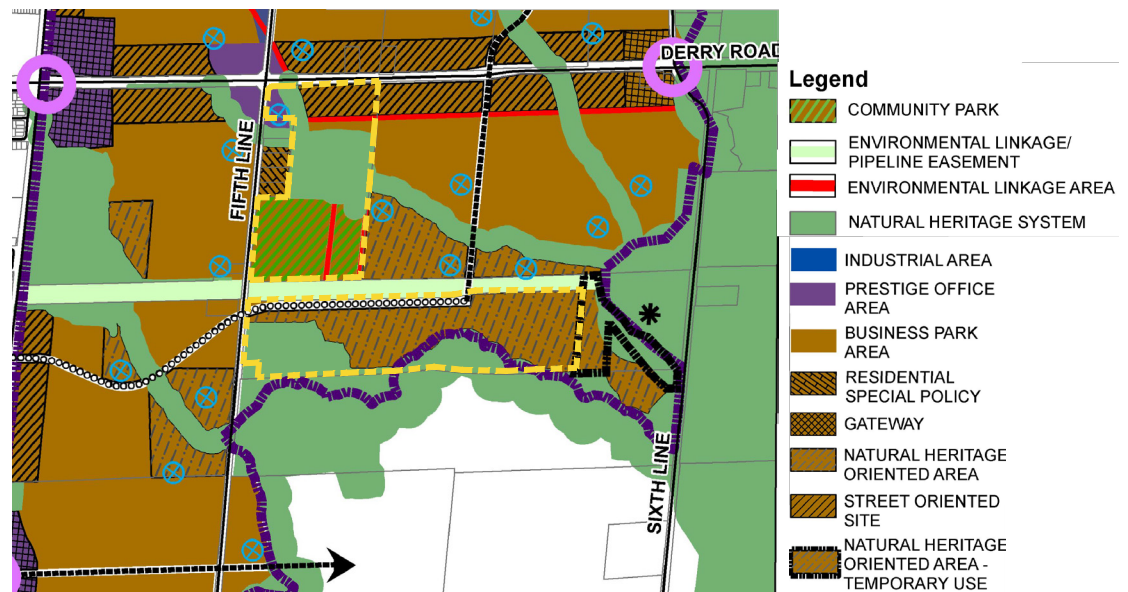 DERRY ROAD
FIFTH LINE
SIXTH LINE
Legend
COMMUNITY PARK
ENVIRONMENTAL LINKAGE/
PIPELINE EASEMENT
ENVIRONMENTAL LINKAGE AREA
NATURAL HERITAGE SYSTEM
INDUSTRIAL AREA
PRESTIGE OFFICE
AREA
BUSINESS PARK
AREA
RESIDENTIAL
SPECIAL POLICY
GATEWAY
NATURAL HERITAGE
ORIENTED AREA
STREET ORIENTED
SITE
NATURAL HERITAGE
ORIENTED AREA -
TEMPORARY USE